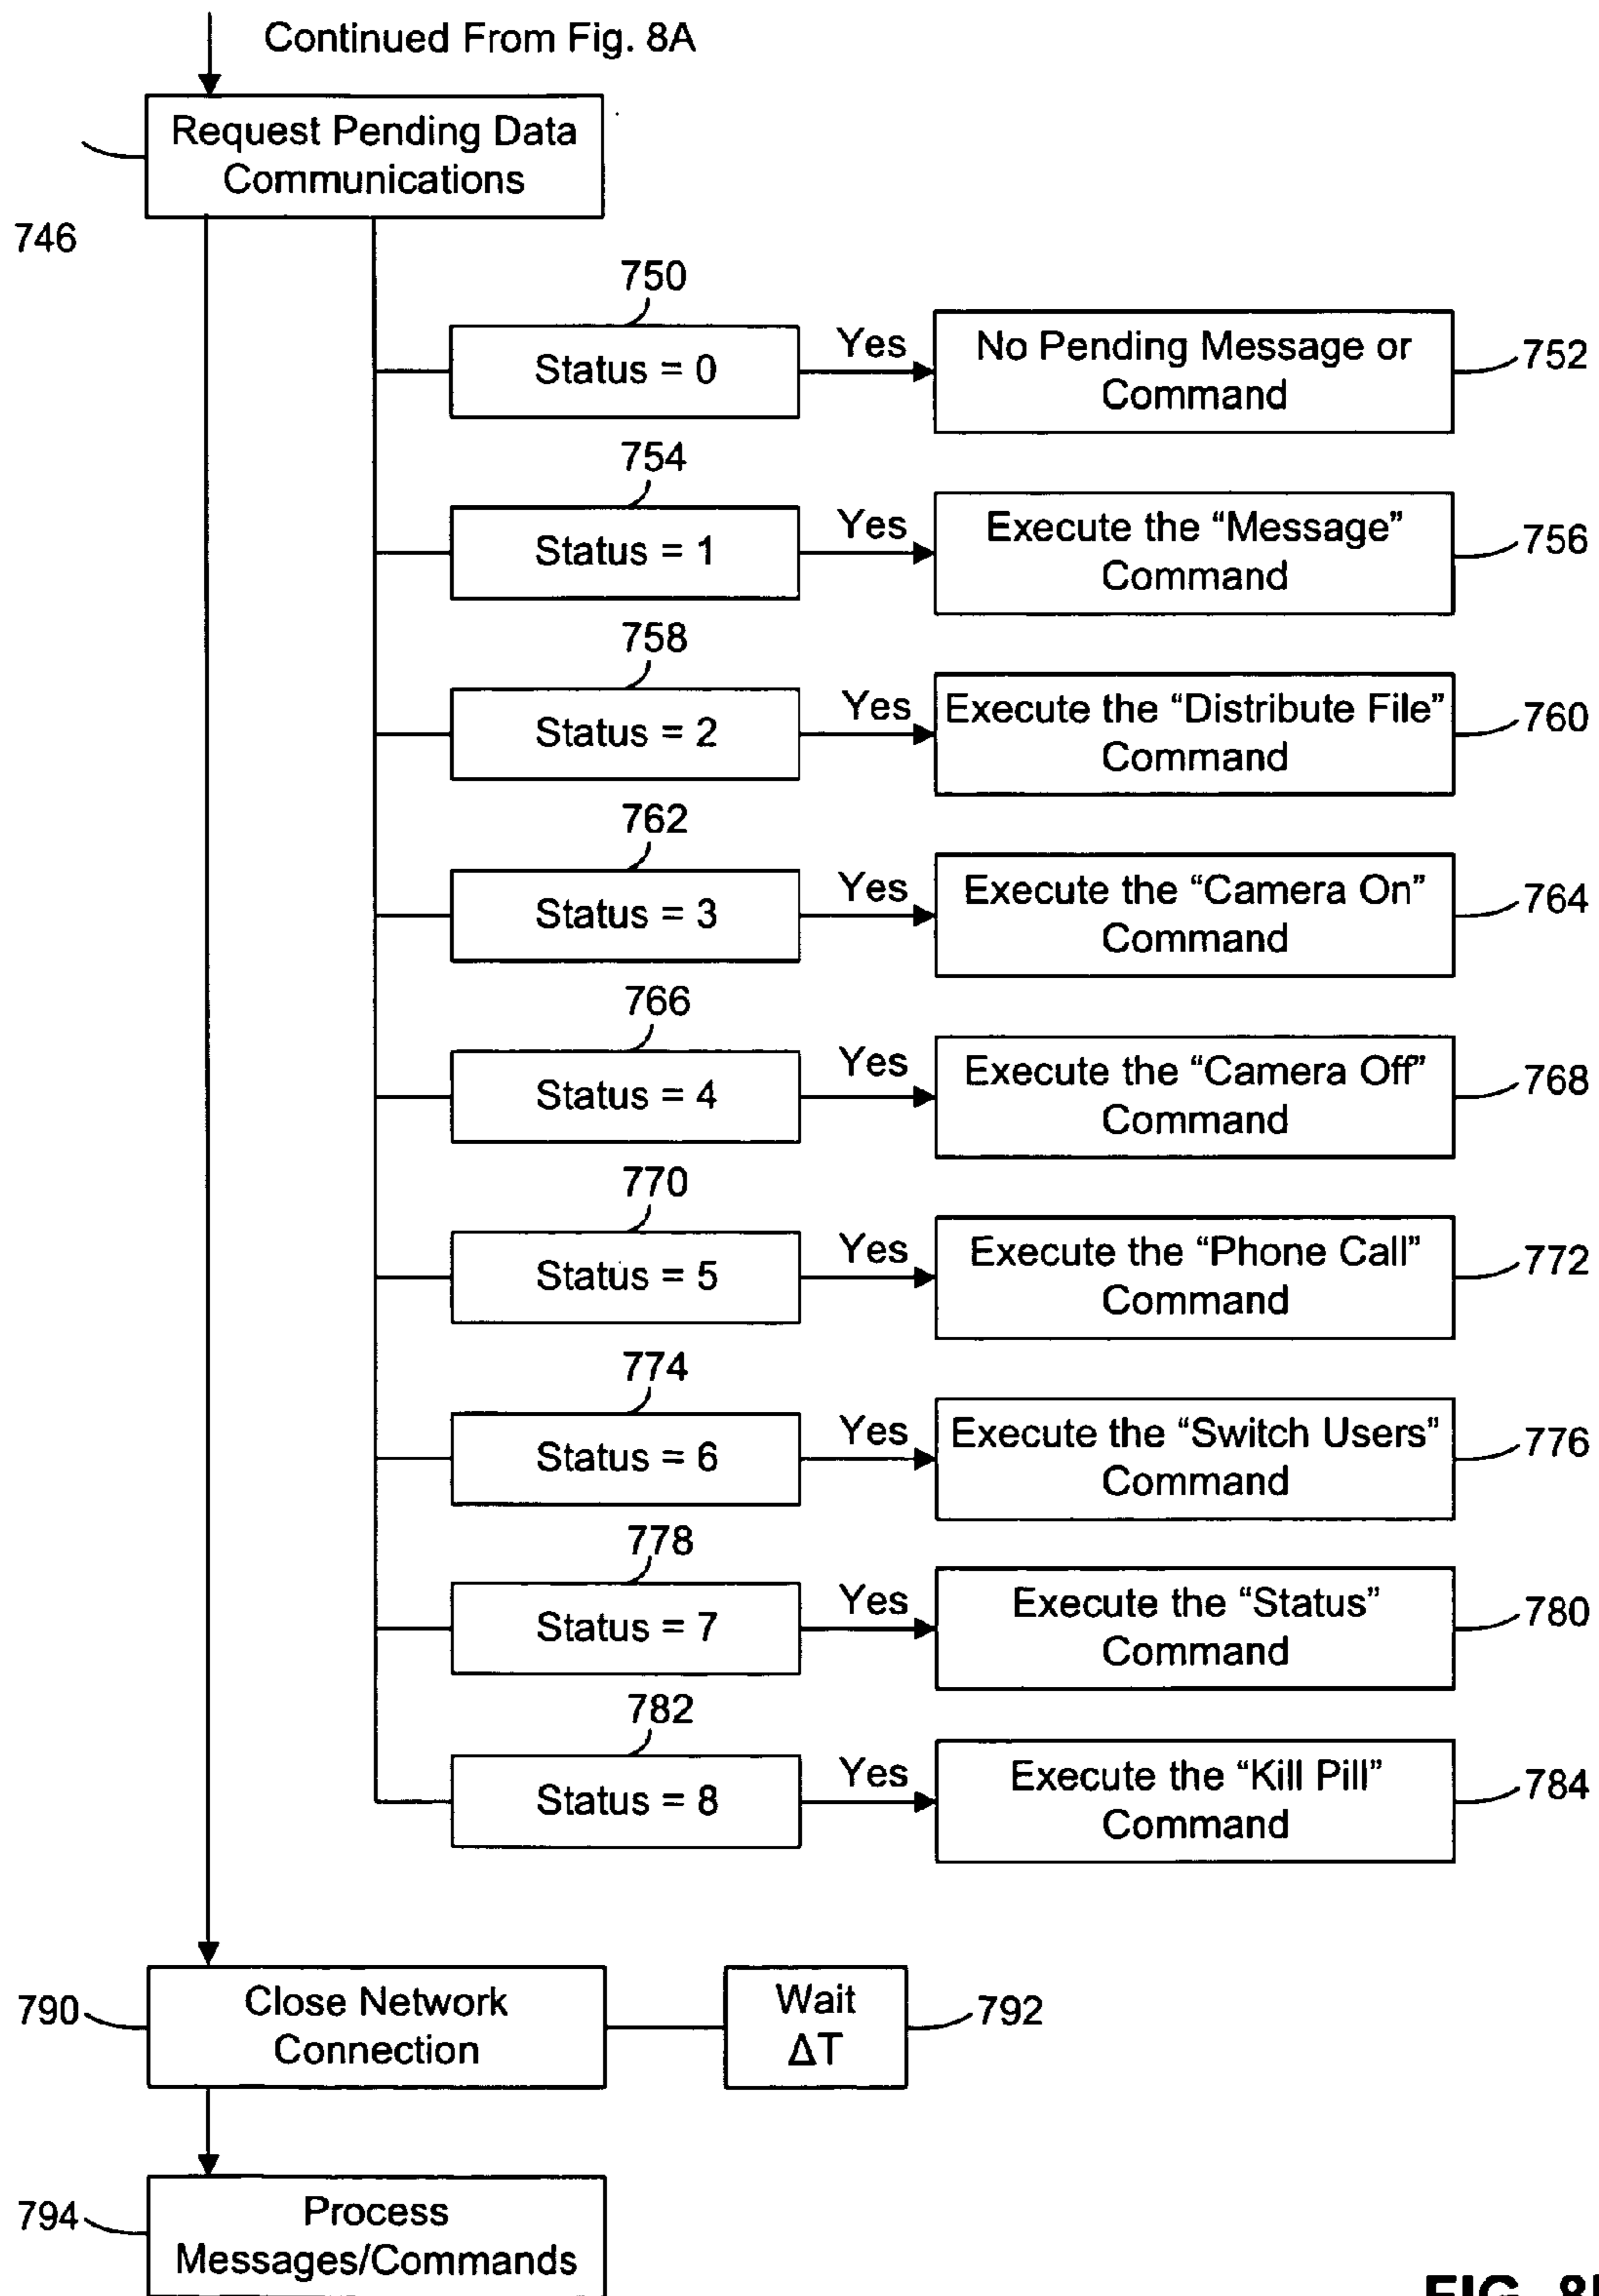 Continued From Fig. 8A
Request Pending Data
Communications
746
750
Status = 0
Yes
No Pending Message or
Command
752
754
Status = 1
Yes
Execute the “Message”
Command
756
758
Status = 2
Yes
Execute the “Distribute File”
Command
760
762
Status = 3
Yes
Execute the “Camera On”
Command
764
766
Status = 4
Yes
Execute the “Camera Off”
Command
768
770
Status = 5
Yes
Execute the “Phone Call”
Command
772
774
Status = 6
Yes
Execute the “Switch Users”
Command
776
778
Status = 7
Yes
Execute the “Status”
Command
780
782
Status = 8
Yes
Execute the “Kill Pill”
Command
784
790
Close Network
Connection
Wait
ΔT
792
794
Process
Messages/Commands
FIG.